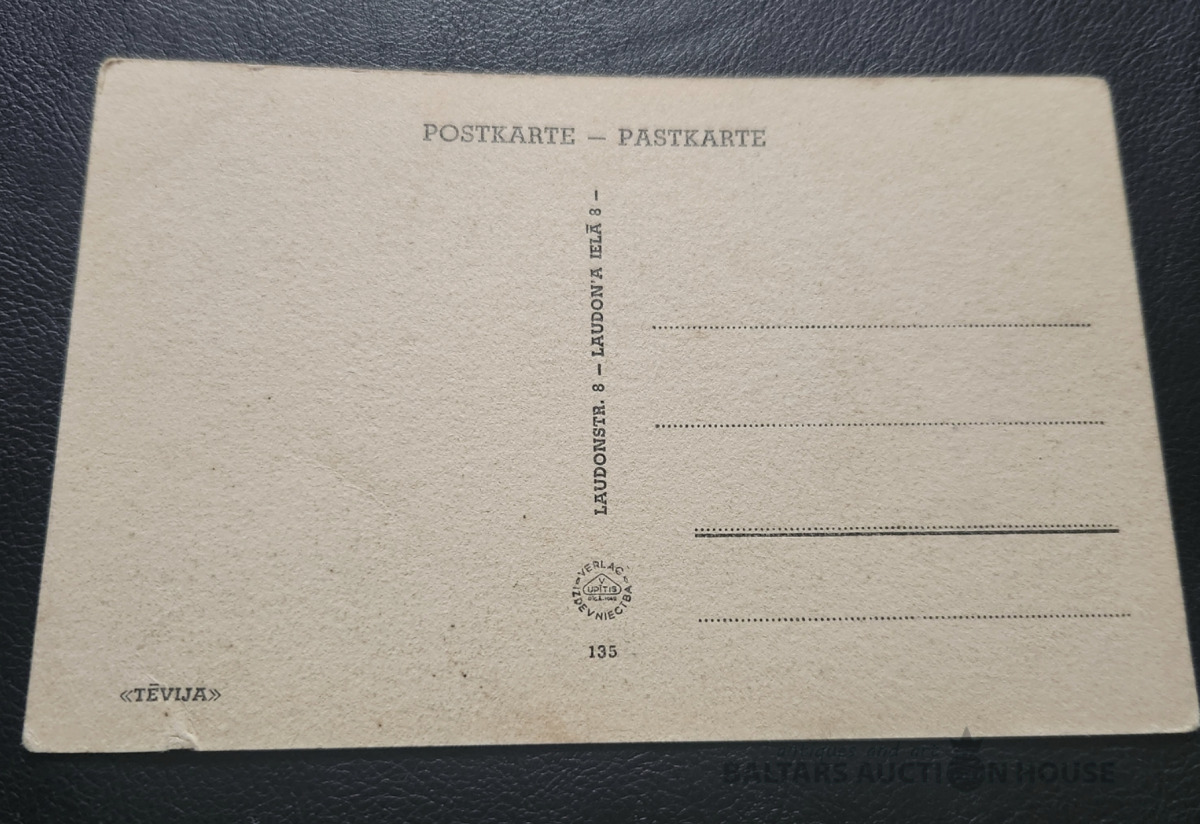 POSTKARTE — PASTKARTE
LAUDONSTR. 8 — LAUDON'A IELĀ 8 —
VERLAG
V
UPĪTIS
IZDEVNIECĪBA
135
«TĒVIJA»
BALTARS AUCTION HOUSE